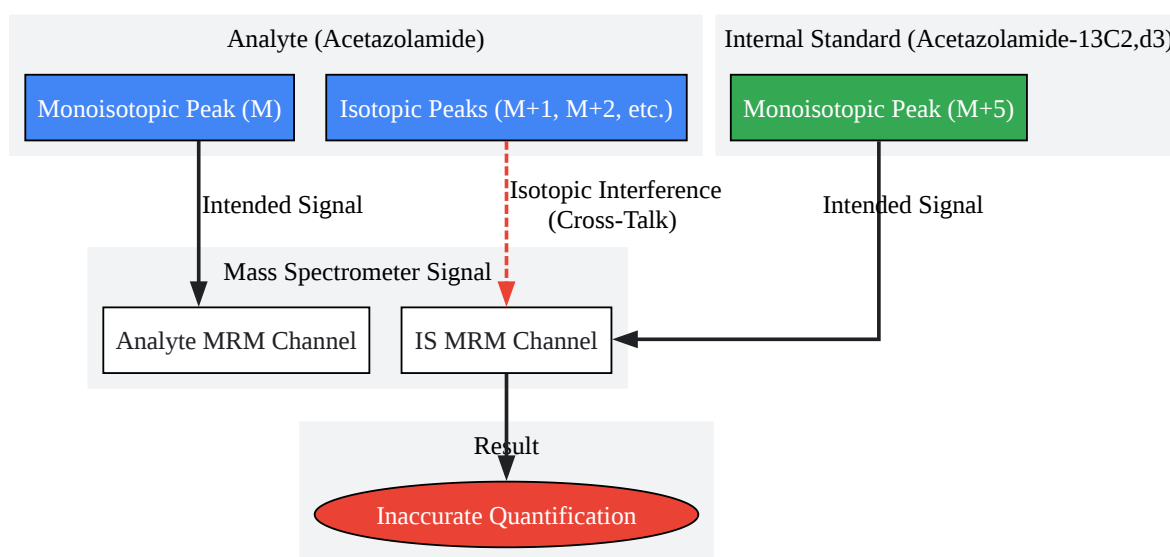 Analyte (Acetazolamide)
Internal Standard (Acetazolamide-13C2,d3)
Monoisotopic Peak (M)
Isotopic Peaks (M+1, M+2, etc.)
Monoisotopic Peak (M+5)
Intended Signal
Isotopic Interference
(Cross-Talk)
Intended Signal
Mass Spectrometer Signal
Analyte MRM Channel
IS MRM Channel
Result
Inaccurate Quantification